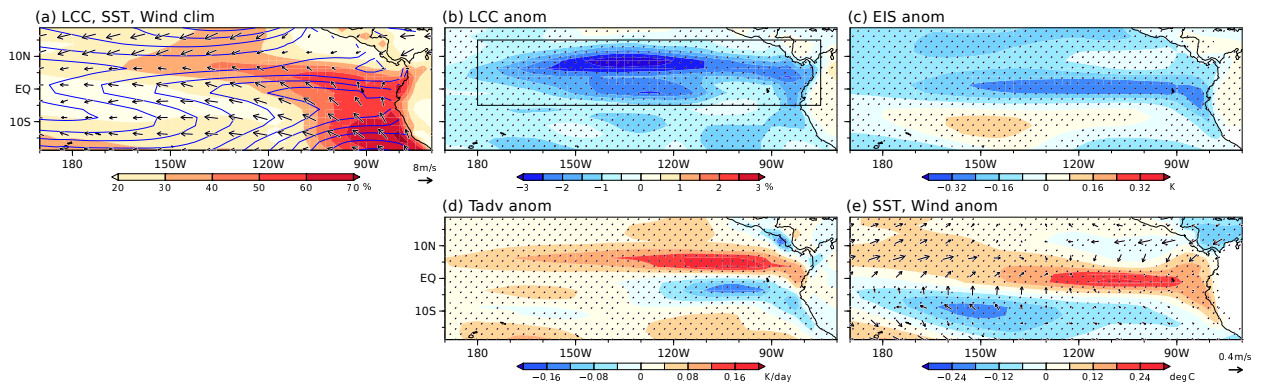 (a) LCC, SST, Wind clim
(b) LCC anom
(c) EIS anom
10N
EQ
10S
180 150W 120W 90W
180 150W 120W 90W
180 150W 120W 90W
20 30 40 50 60 70 %
8m/s
−3 −2 −1 0 1 2 3 %
−0.32 −0.16 0 0.16 0.32 K
(d) Tadv anom
(e) SST, Wind anom
10N
EQ
10S
180 150W 120W 90W
180 150W 120W 90W
−0.16 −0.08 0 0.08 0.16 K/day
−0.24 −0.12 0 0.12 0.24 degC
0.4m/s